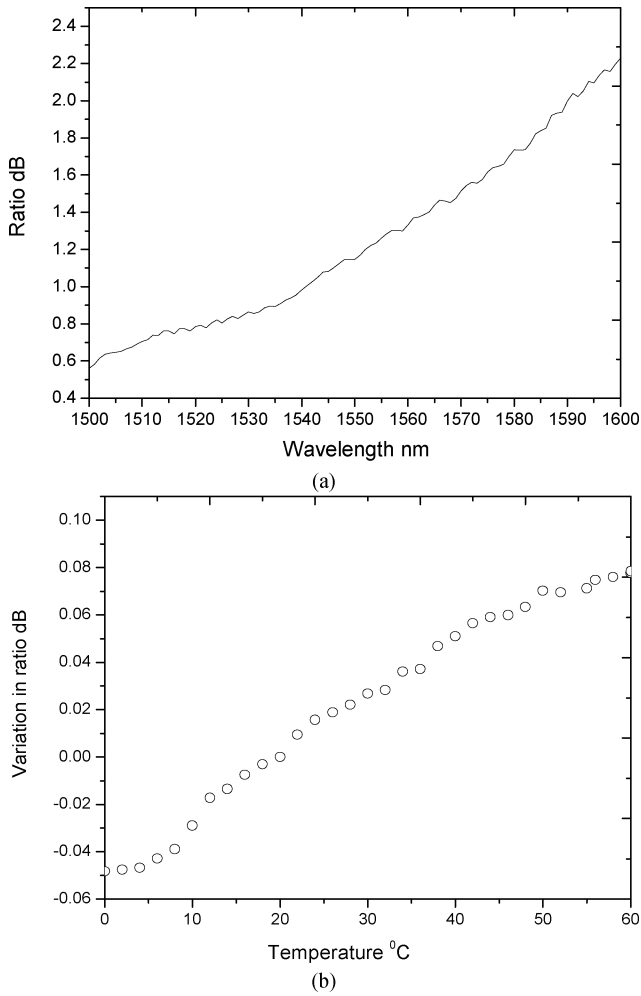 2.4
2.2
2.0
1.8
1.6
1.4
1.2
1.0
0.8
0.6
0.4
Ratio dB
1500 1510 1520 1530 1540 1550 1560 1570 1580 1590 1600
Wavelength nm
(a)
0.10
0.08
0.06
0.04
0.02
0.00
-0.02
-0.04
-0.06
Variation in ratio dB
0 10 20 30 40 50 60
Temperature ⁰C
(b)